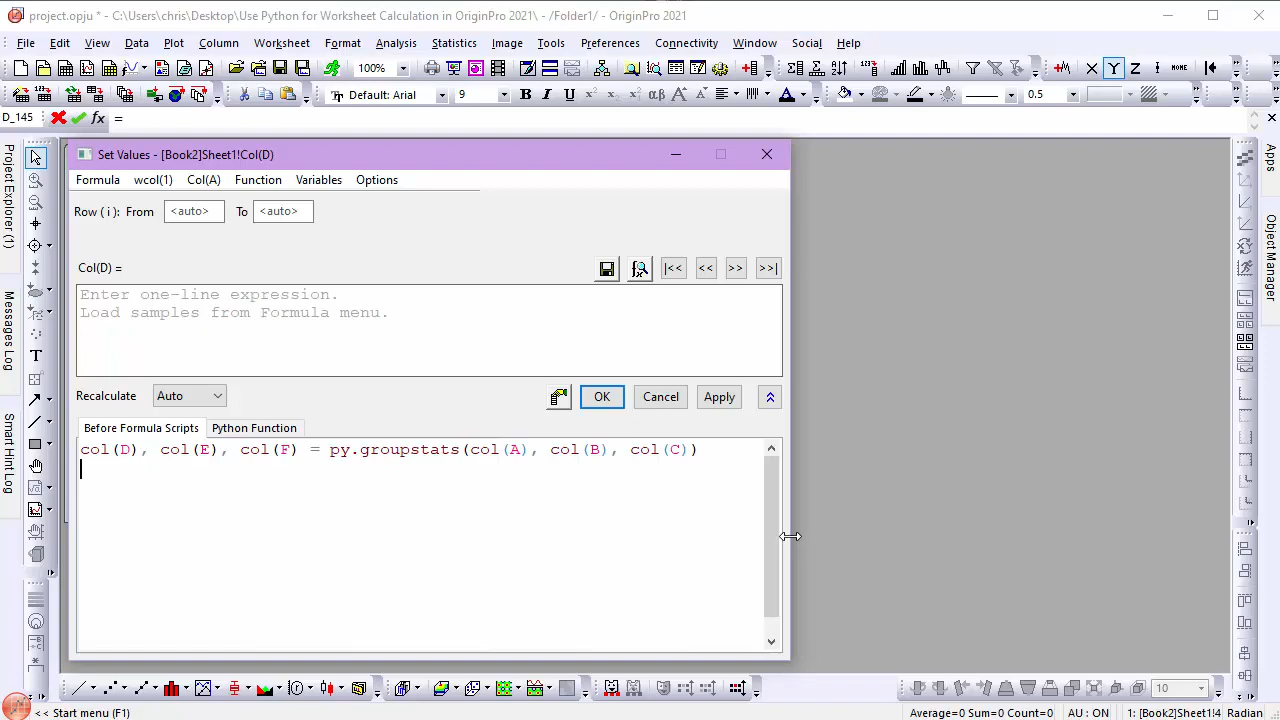 project.opju * - C:\Users\chris\Desktop\Use Python for Worksheet Calculation in OriginPro 2021\ - /Folder1/ - OriginPro 2021
File Edit View Data Plot Column Worksheet Format Analysis Statistics Image Tools Preferences Connectivity Window Social Help
100%
X Y Z NONE
Default: Arial 9 B I U 0.5
D_145 fx =
Project Explorer (1)
Messages Log
Smart Hint Log
Apps
Object Manager
Set Values - [Book2]Sheet1!Col(D)
Formula wcol(1) Col(A) Function Variables Options
Row ( i ): From <auto> To <auto>
Col(D) = |<< << >> >>|
Enter one-line expression.
Load samples from Formula menu.
Recalculate Auto OK Cancel Apply
Before Formula Scripts Python Function
col(D), col(E), col(F) = py.groupstats(col(A), col(B), col(C))
10
<< Start menu (F1) Average=0 Sum=0 Count=0 AU : ON 1: [Book2]Sheet1!4 Radian